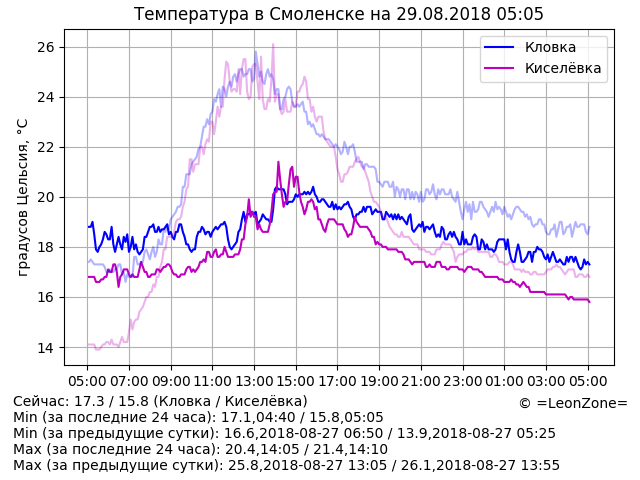 Температура в Смоленске на 29.08.2018 05:05
Кловка
Киселёвка
градусов Цельсия, °C
26
24
22
20
18
16
14
05:00 07:00 09:00 11:00 13:00 15:00 17:00 19:00 21:00 23:00 01:00 03:00 05:00
Сейчас: 17.3 / 15.8 (Кловка / Киселёвка)
© =LeonZone=
Min (за последние 24 часа): 17.1,04:40 / 15.8,05:05
Min (за предыдущие сутки): 16.6,2018-08-27 06:50 / 13.9,2018-08-27 05:25
Max (за последние 24 часа): 20.4,14:05 / 21.4,14:10
Max (за предыдущие сутки): 25.8,2018-08-27 13:05 / 26.1,2018-08-27 13:55